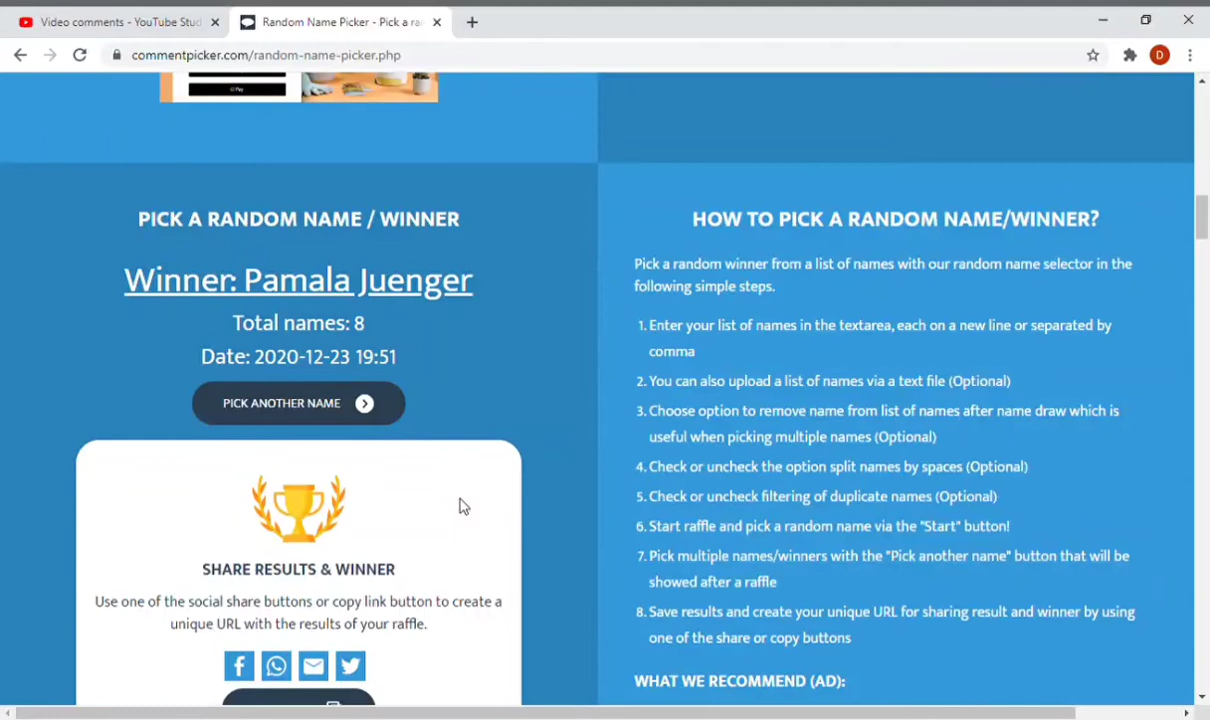 Video comments - YouTube Stud
Random Name Picker - Pick a ra
commentpicker.com/random-name-picker.php
D
G Pay
PICK A RANDOM NAME / WINNER
Winner: Pamala Juenger
Total names: 8
Date: 2020-12-23 19:51
PICK ANOTHER NAME
SHARE RESULTS & WINNER
Use one of the social share buttons or copy link button to create a
unique URL with the results of your raffle.
HOW TO PICK A RANDOM NAME/WINNER?
Pick a random winner from a list of names with our random name selector in the
following simple steps.
1. Enter your list of names in the textarea, each on a new line or separated by
comma
2. You can also upload a list of names via a text file (Optional)
3. Choose option to remove name from list of names after name draw which is
useful when picking multiple names (Optional)
4. Check or uncheck the option split names by spaces (Optional)
5. Check or uncheck filtering of duplicate names (Optional)
6. Start raffle and pick a random name via the "Start" button!
7. Pick multiple names/winners with the "Pick another name" button that will be
showed after a raffle
8. Save results and create your unique URL for sharing result and winner by using
one of the share or copy buttons
WHAT WE RECOMMEND (AD):